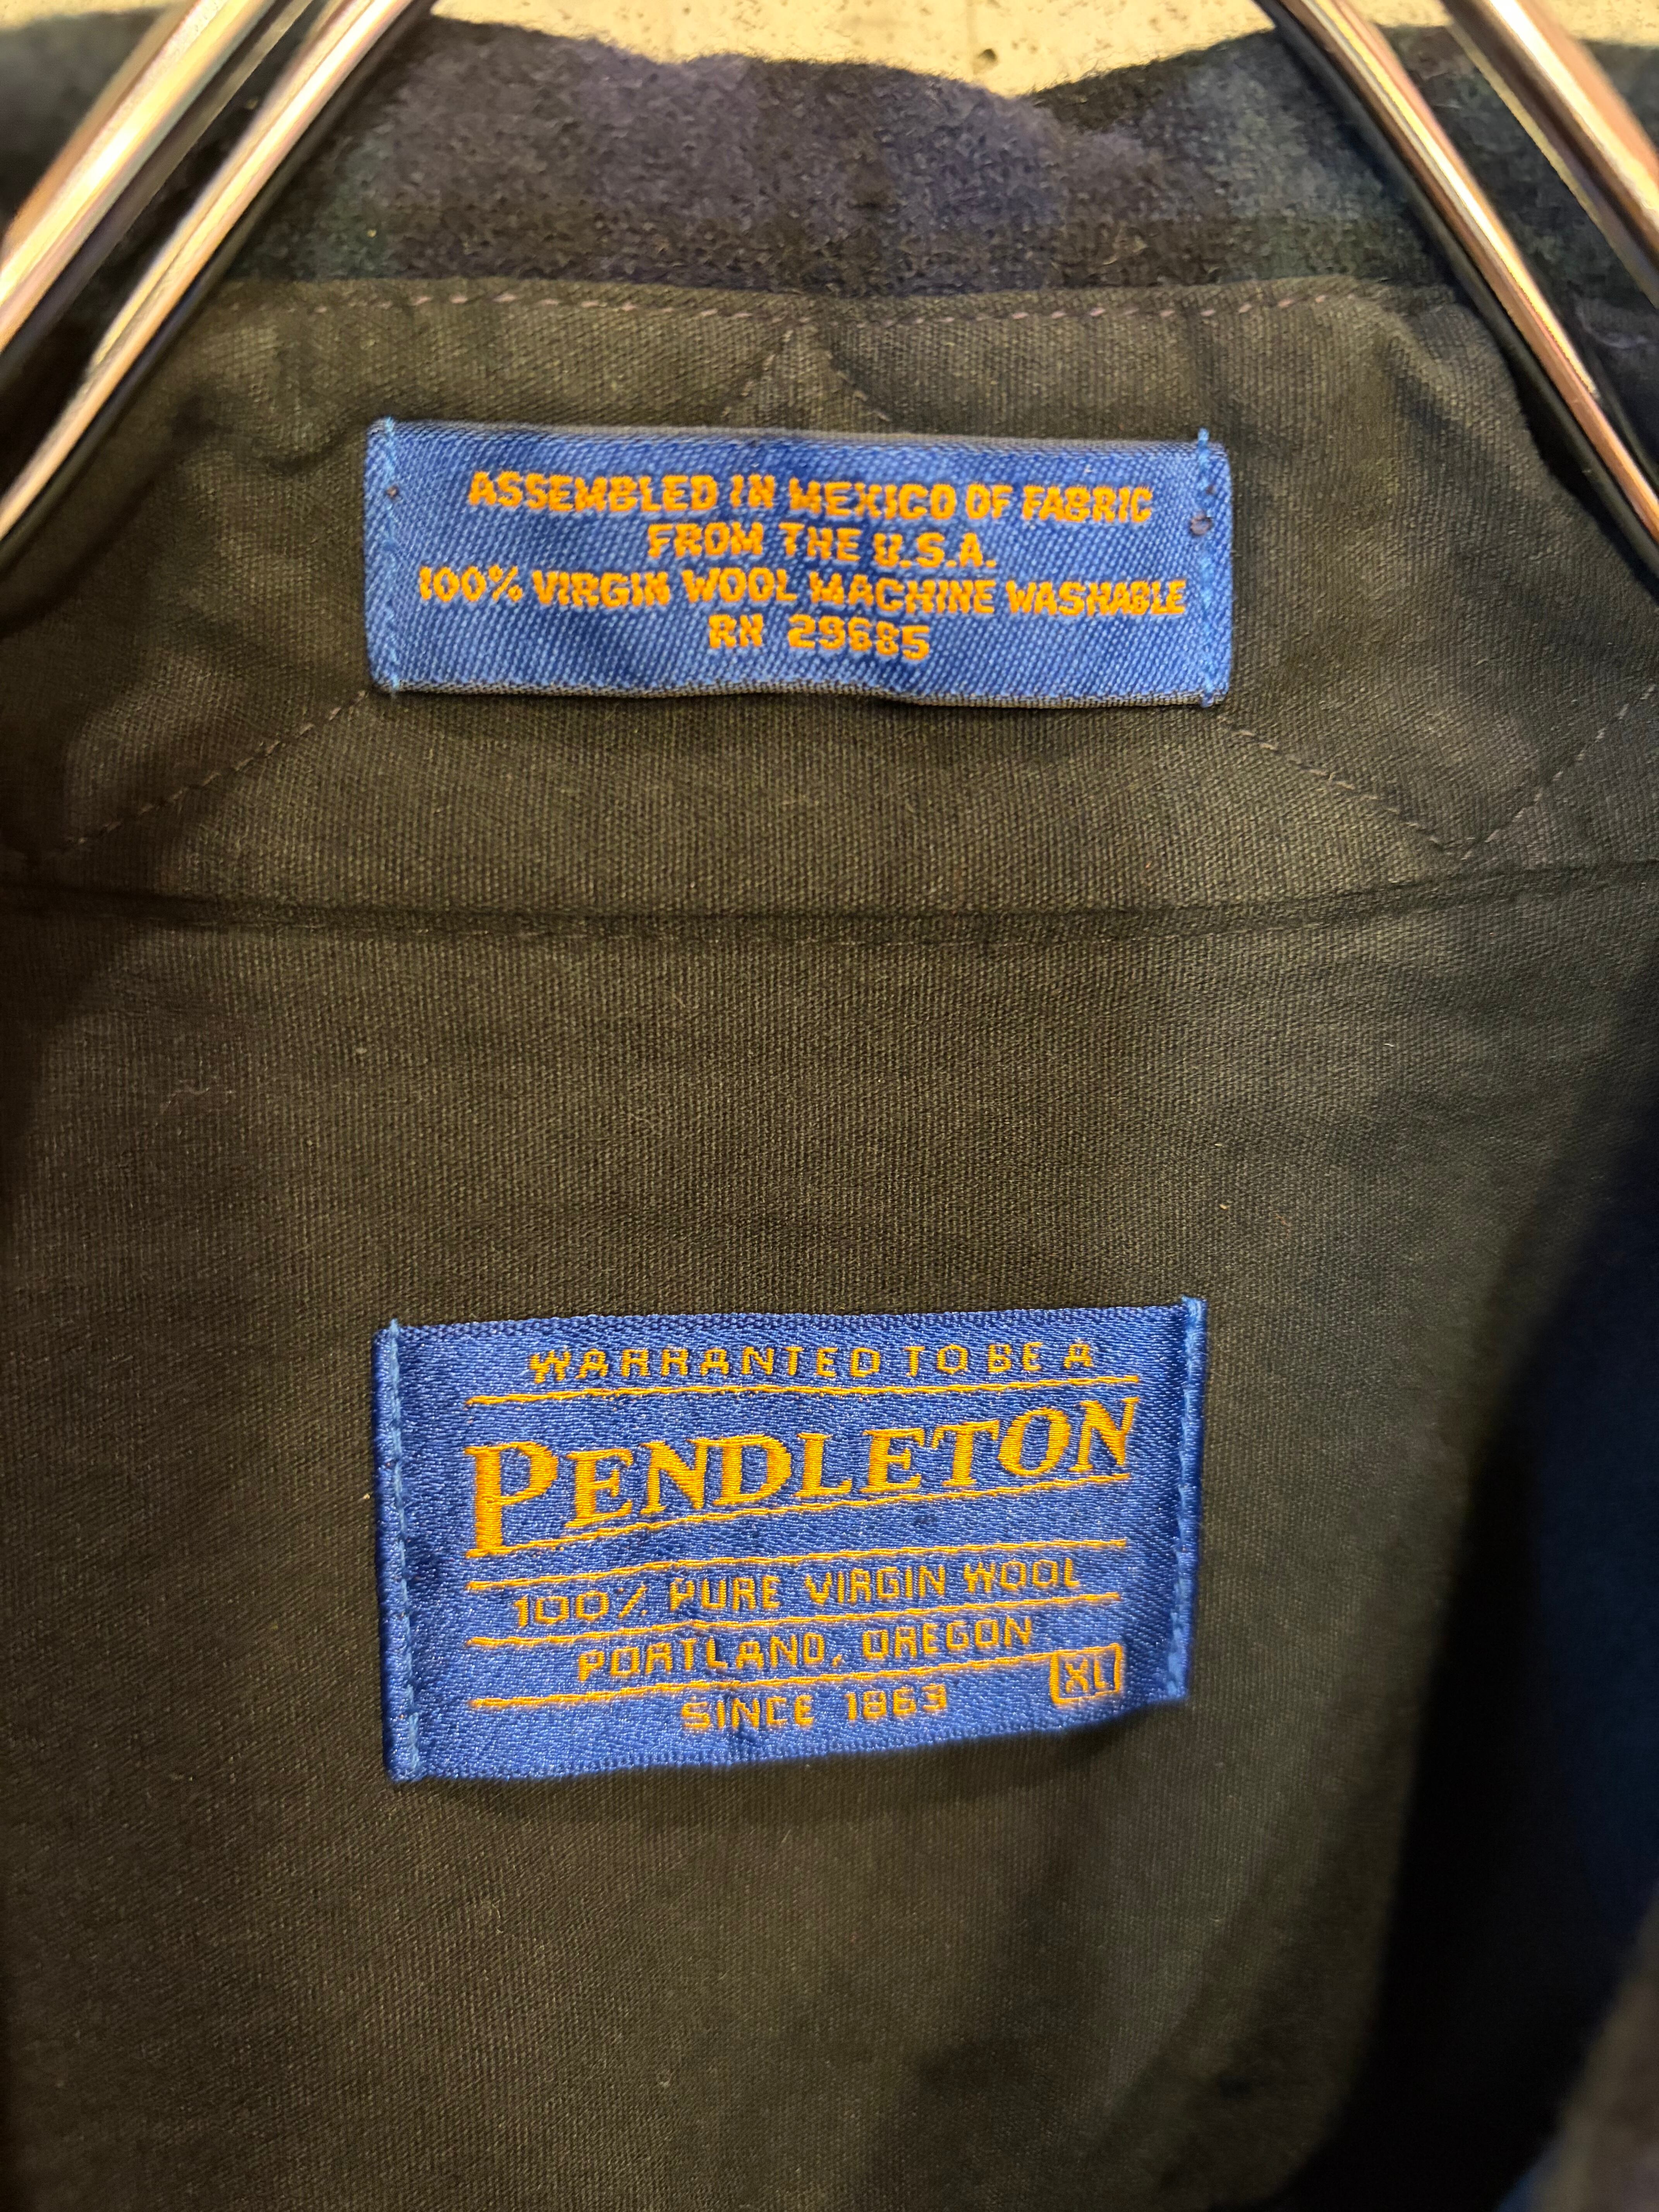 ASSEMBLED IN MEXICO OF FABRIC
FROM THE U.S.A.
100% VIRGIN WOOL MACHINE WASHABLE
RN 29685
WARRANTED TO BE A
PENDLETON
100% PURE VIRGIN WOOL
PORTLAND, OREGON
SINCE 1863
XL